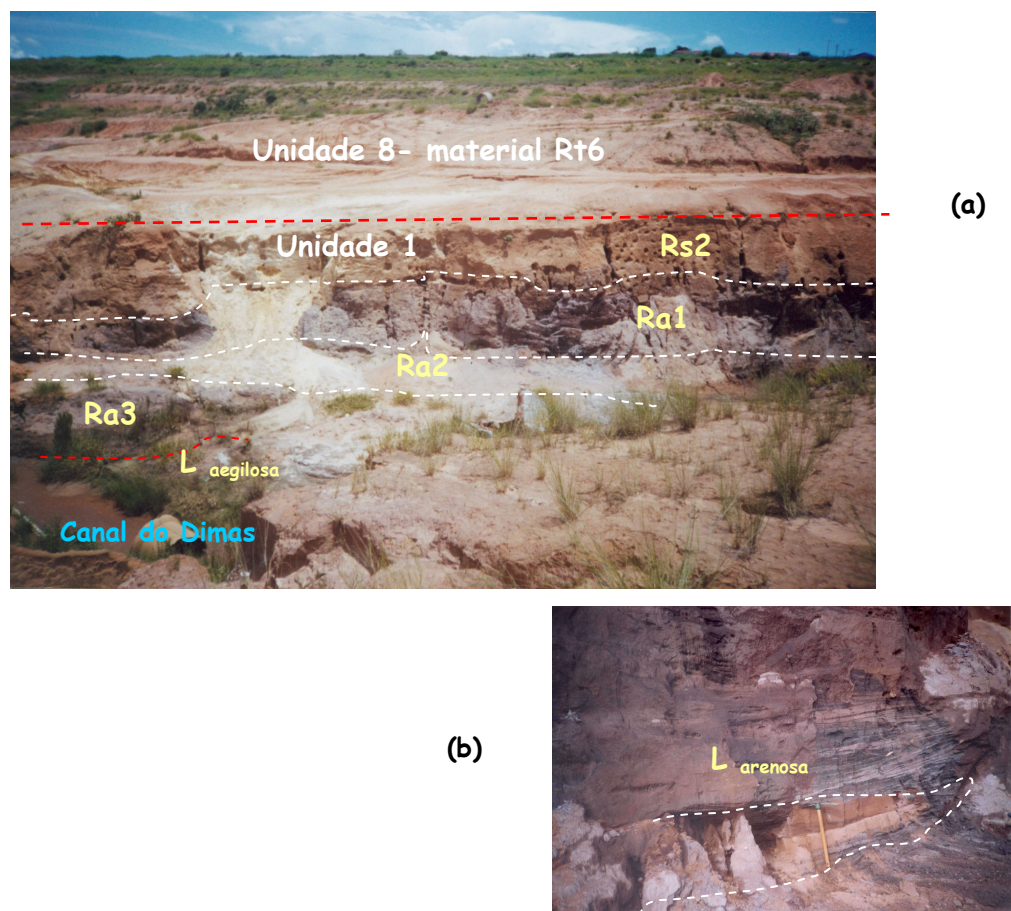 Unidade 8- material Rt6
(a)
Unidade 1
Rs2
Ra1
Ra2
Ra3
L aegilosa
Canal do Dimas
(b)
L arenosa